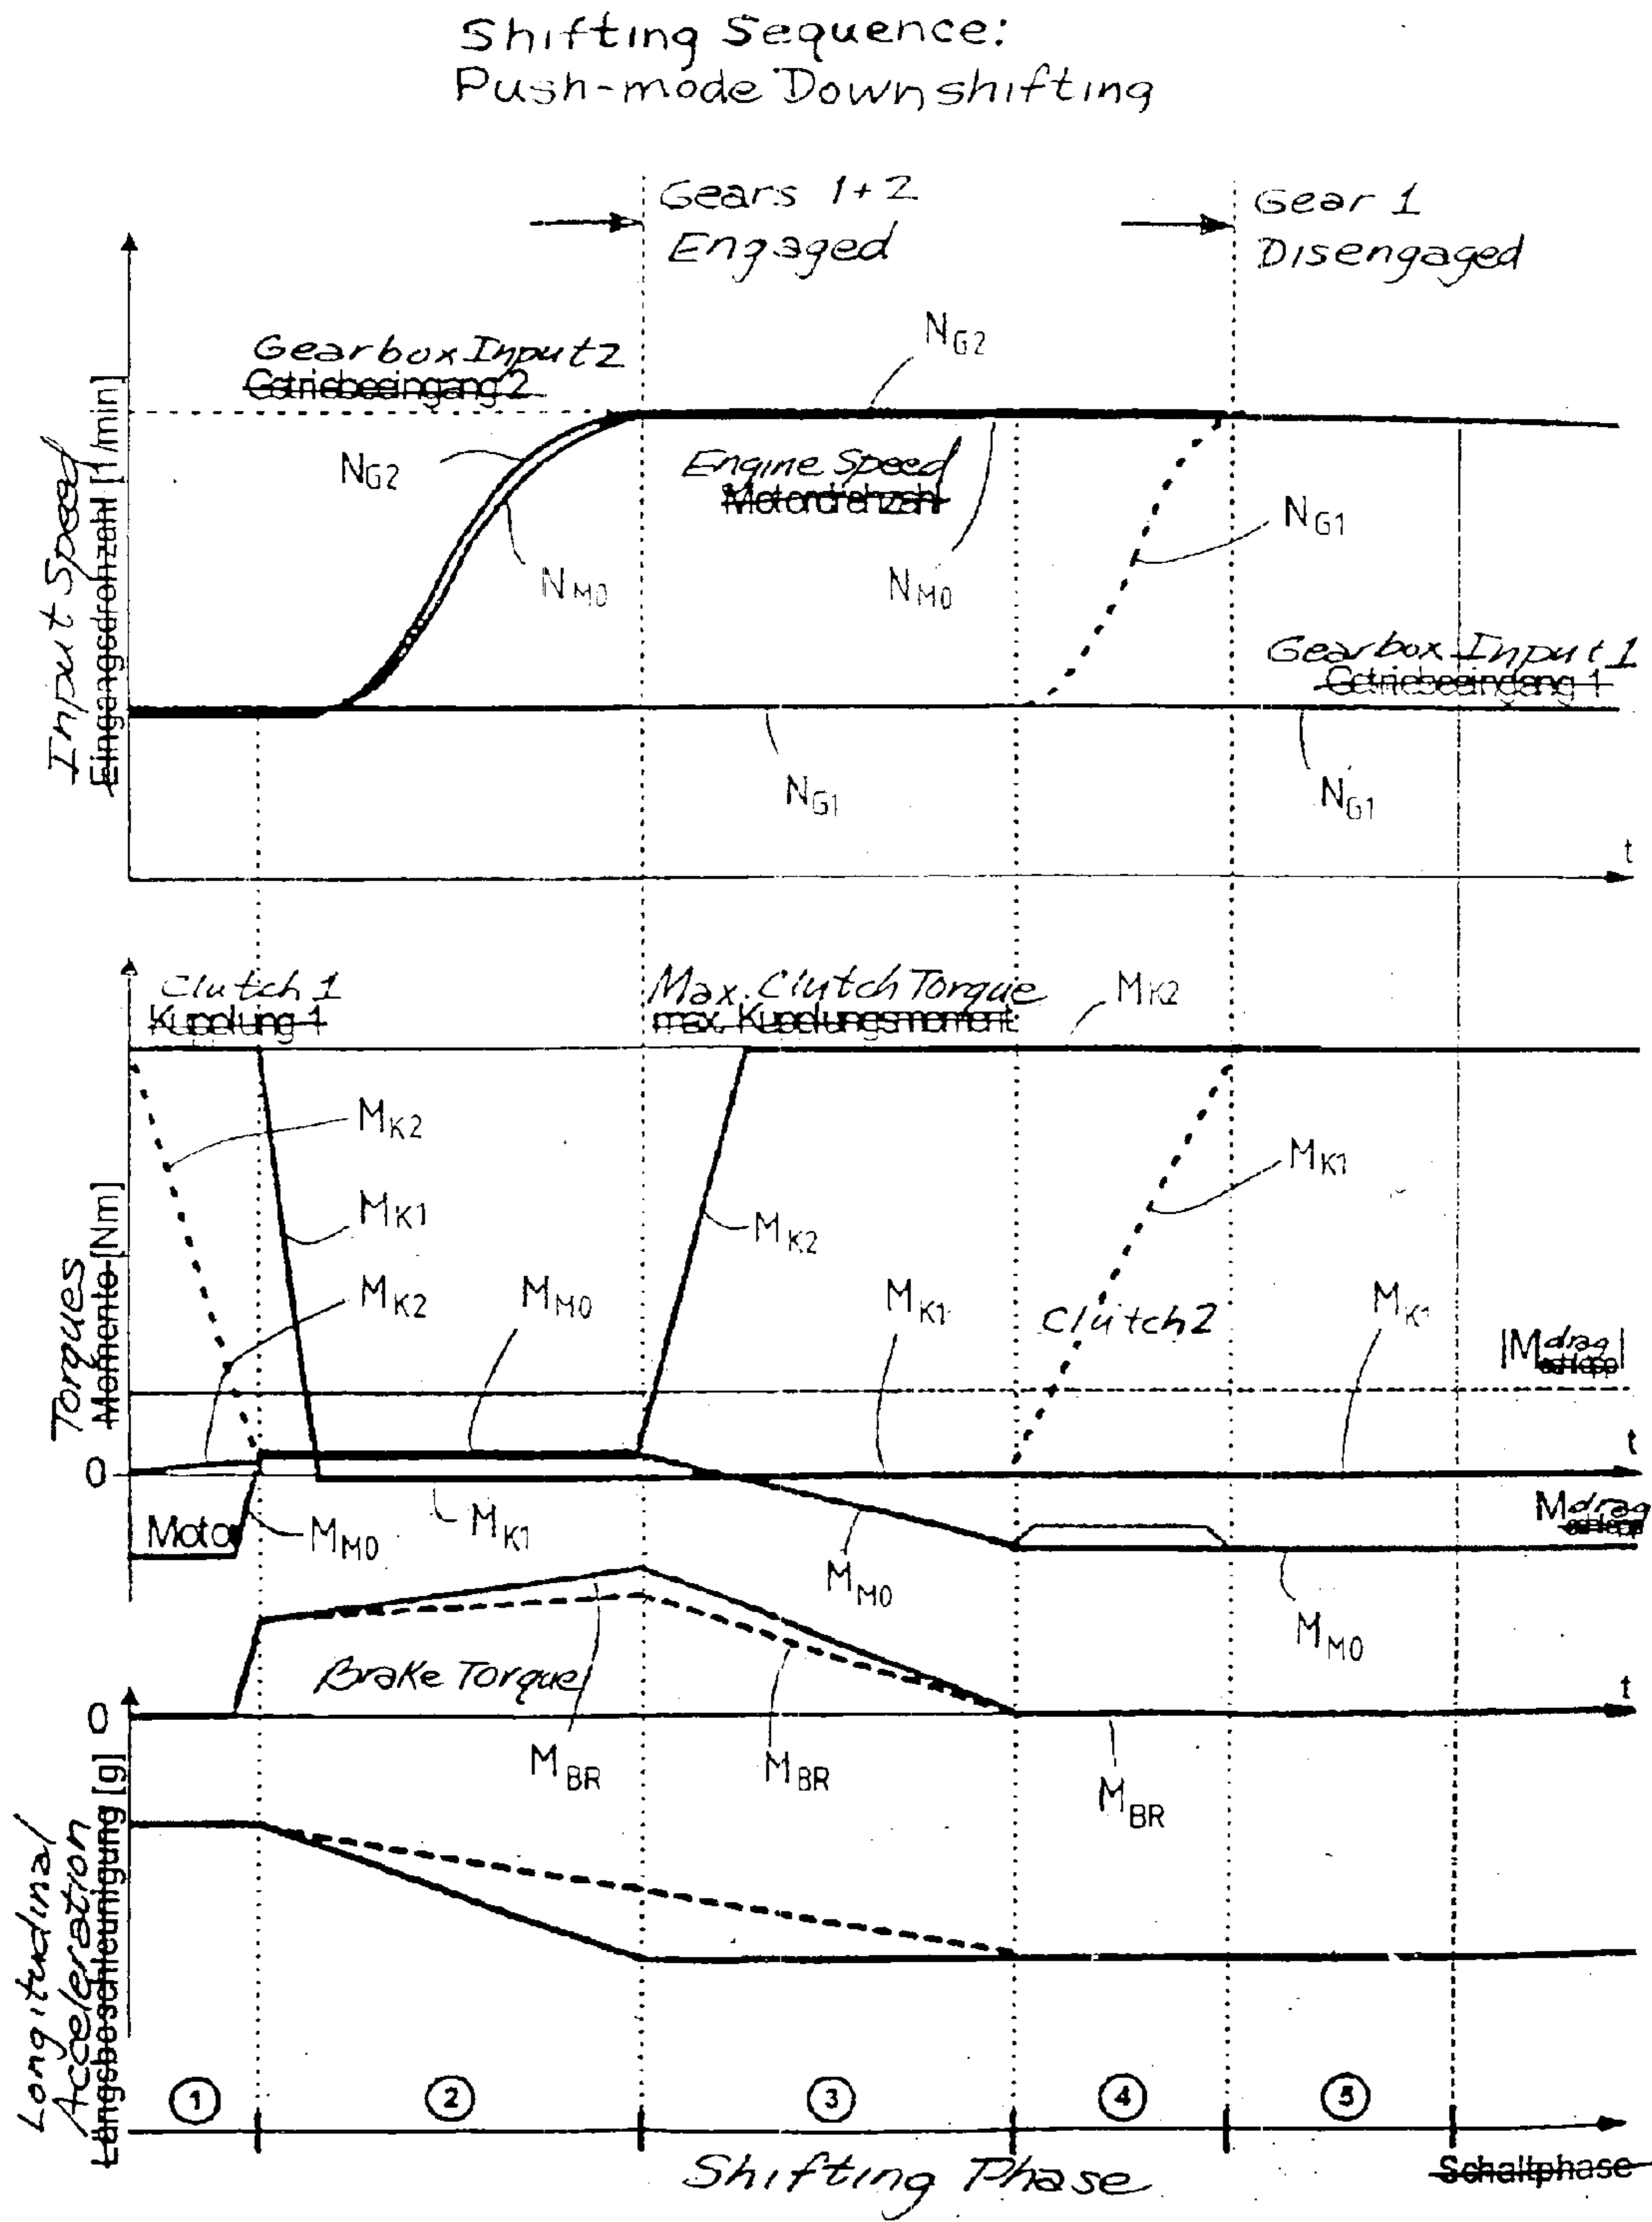 Shifting Sequence:
Push-mode Downshifting
Gears 1+2
Engaged
Gear 1
Disengaged
Gearbox Input 2
Getriebeeingang 2
N_G2
Input Speed
Eingangsdrehzahl [1/min]
N_G2
Engine Speed
Motordrehzahl
N_M0
N_M0
N_G1
Gearbox Input 1
Getriebeeingang 1
N_G1
N_G1
t
Clutch 1
Kupplung 1
Max. Clutch Torque
max. Kupplungsmoment
M_K2
M_K2
M_K1
M_K2
M_K1
Torques
Momente [Nm]
M_K2
M_M0
M_K1
Clutch 2
M_K1
|M drag|
0
t
Motor
M_M0
M_K1
M_M0
M drag
M_M0
Brake Torque
0
t
M_BR
M_BR
M_BR
Longitudinal
Acceleration
Längsbeschleunigung [g]
1
2
3
4
5
Shifting Phase
Schaltphase